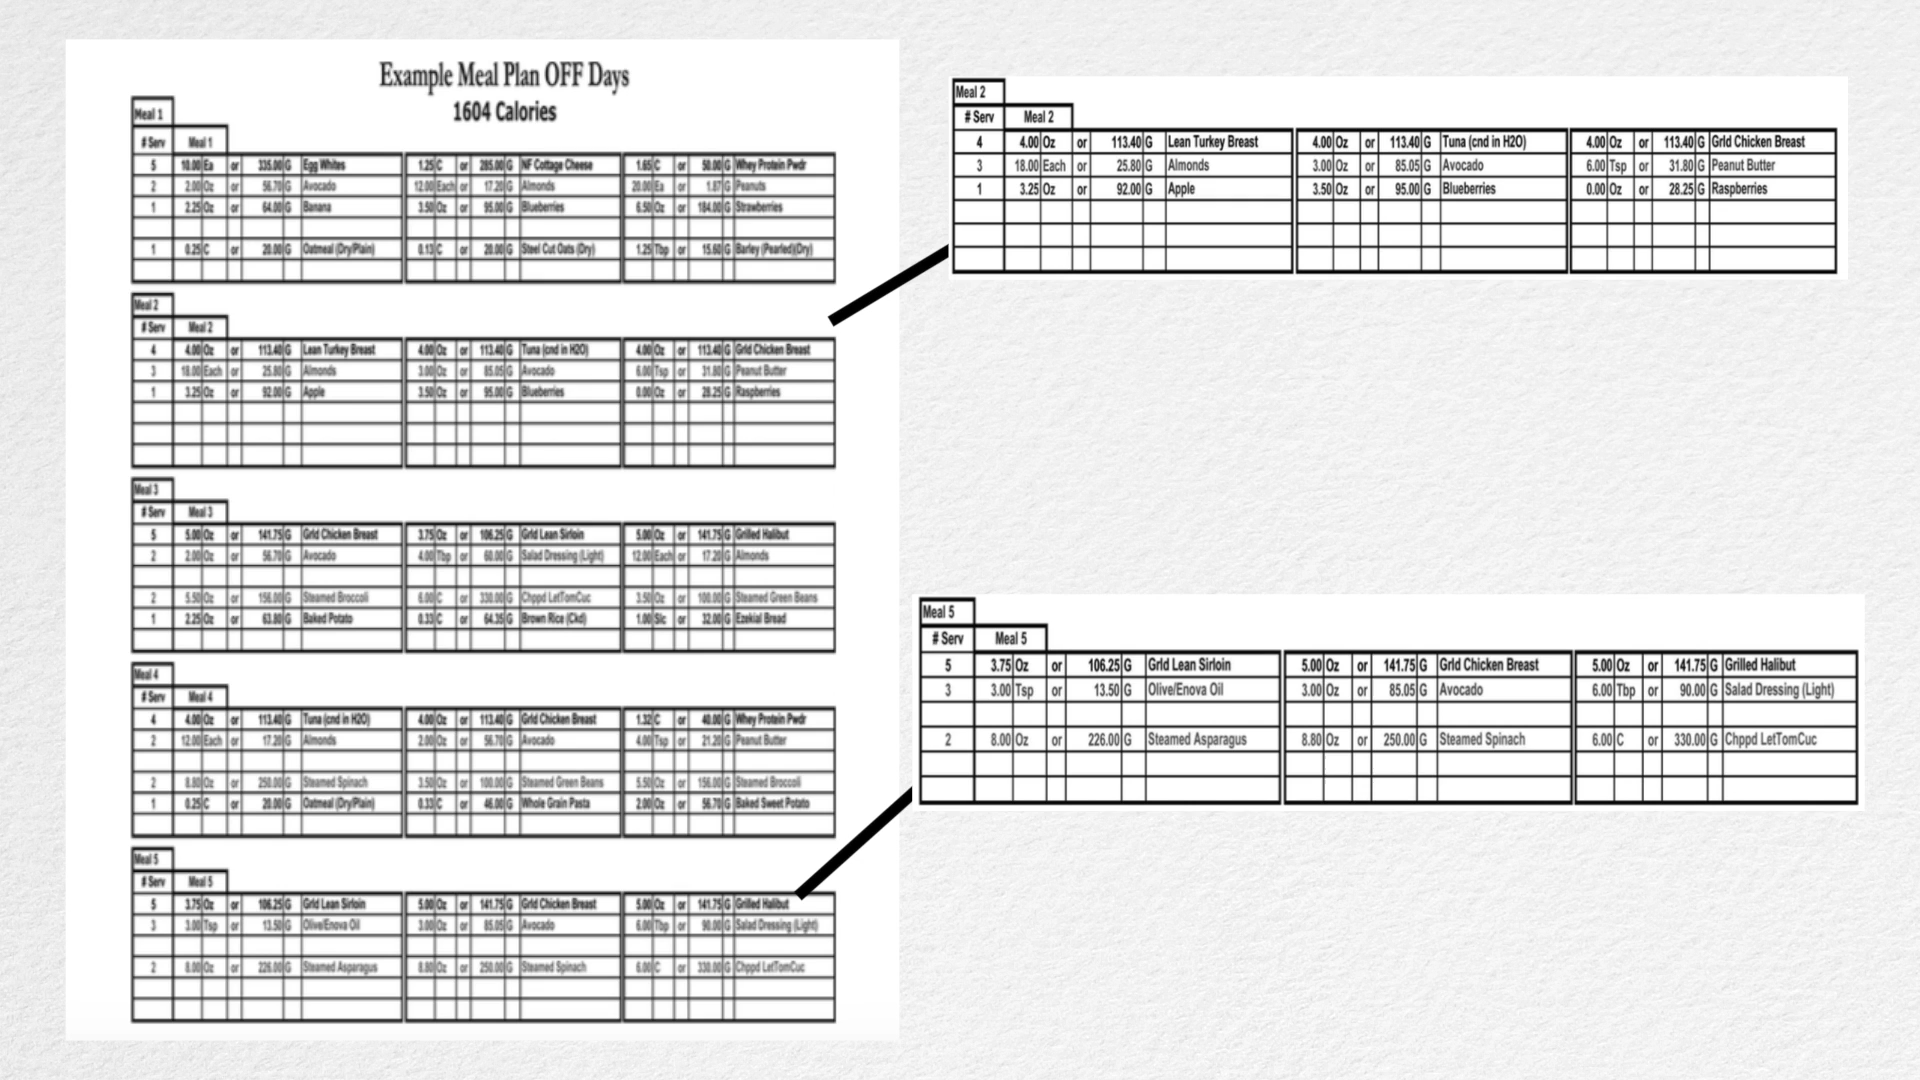 Example Meal Plan OFF Days
1604 Calories
Meal 1
# Serv Meal 1
5 10.00 Ea or 335.00 G Egg Whites 1.25 C or 285.00 G NF Cottage Cheese 1.65 C or 50.00 G Whey Protein Pwdr
2 2.00 Oz or 56.70 G Avocado 12.00 Each or 17.20 G Almonds 20.00 Ea or 1.87 G Peanuts
1 2.25 Oz or 64.00 G Banana 3.50 Oz or 95.00 G Blueberries 6.50 Oz or 184.00 G Strawberries
1 0.25 C or 20.00 G Oatmeal (Dry/Plain) 0.13 C or 20.00 G Steel Cut Oats (Dry) 1.25 Tbp or 15.60 G Barley (Pearled)(Dry)
Meal 2
# Serv Meal 2
4 4.00 Oz or 113.40 G Lean Turkey Breast 4.00 Oz or 113.40 G Tuna (cnd in H2O) 4.00 Oz or 113.40 G Grld Chicken Breast
3 18.00 Each or 25.80 G Almonds 3.00 Oz or 85.05 G Avocado 6.00 Tsp or 31.80 G Peanut Butter
1 3.25 Oz or 92.00 G Apple 3.50 Oz or 95.00 G Blueberries 0.00 Oz or 28.25 G Raspberries
Meal 3
# Serv Meal 3
5 5.00 Oz or 141.75 G Grld Chicken Breast 3.75 Oz or 106.25 G Grld Lean Sirloin 5.00 Oz or 141.75 G Grilled Halibut
2 2.00 Oz or 56.70 G Avocado 4.00 Tbp or 60.00 G Salad Dressing (Light) 12.00 Each or 17.20 G Almonds
2 5.50 Oz or 156.00 G Steamed Broccoli 6.00 C or 330.00 G Chppd LetTomCuc 3.50 Oz or 100.00 G Steamed Green Beans
1 2.25 Oz or 63.80 G Baked Potato 0.33 C or 64.35 G Brown Rice (Ckd) 1.00 Slc or 32.00 G Ezekial Bread
Meal 4
# Serv Meal 4
4 4.00 Oz or 113.40 G Tuna (cnd in H2O) 4.00 Oz or 113.40 G Grld Chicken Breast 1.32 C or 40.00 G Whey Protein Pwdr
2 12.00 Each or 17.20 G Almonds 2.00 Oz or 56.70 G Avocado 4.00 Tsp or 21.20 G Peanut Butter
2 8.80 Oz or 250.00 G Steamed Spinach 3.50 Oz or 100.00 G Steamed Green Beans 5.50 Oz or 156.00 G Steamed Broccoli
1 0.25 C or 20.00 G Oatmeal (Dry/Plain) 0.33 C or 46.00 G Whole Grain Pasta 2.00 Oz or 56.70 G Baked Sweet Potato
Meal 5
# Serv Meal 5
5 3.75 Oz or 106.25 G Grld Lean Sirloin 5.00 Oz or 141.75 G Grld Chicken Breast 5.00 Oz or 141.75 G Grilled Halibut
3 3.00 Tsp or 13.50 G Olive/Enova Oil 3.00 Oz or 85.05 G Avocado 6.00 Tbp or 90.00 G Salad Dressing (Light)
2 8.00 Oz or 226.00 G Steamed Asparagus 8.80 Oz or 250.00 G Steamed Spinach 6.00 C or 330.00 G Chppd LetTomCuc
Meal 2
# Serv Meal 2
4 4.00 Oz or 113.40 G Lean Turkey Breast 4.00 Oz or 113.40 G Tuna (cnd in H2O) 4.00 Oz or 113.40 G Grld Chicken Breast
3 18.00 Each or 25.80 G Almonds 3.00 Oz or 85.05 G Avocado 6.00 Tsp or 31.80 G Peanut Butter
1 3.25 Oz or 92.00 G Apple 3.50 Oz or 95.00 G Blueberries 0.00 Oz or 28.25 G Raspberries
Meal 5
# Serv Meal 5
5 3.75 Oz or 106.25 G Grld Lean Sirloin 5.00 Oz or 141.75 G Grld Chicken Breast 5.00 Oz or 141.75 G Grilled Halibut
3 3.00 Tsp or 13.50 G Olive/Enova Oil 3.00 Oz or 85.05 G Avocado 6.00 Tbp or 90.00 G Salad Dressing (Light)
2 8.00 Oz or 226.00 G Steamed Asparagus 8.80 Oz or 250.00 G Steamed Spinach 6.00 C or 330.00 G Chppd LetTomCuc